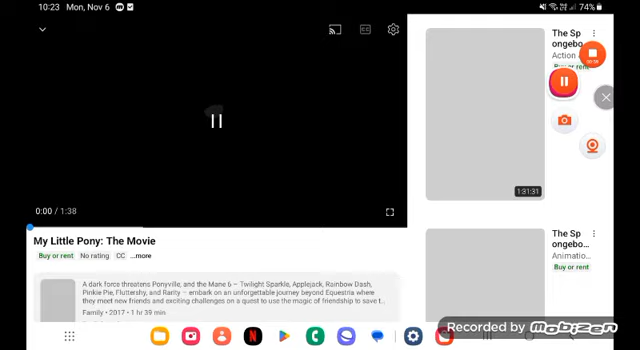 10:23 Mon, Nov 6
74%
CC
0:00 / 1:38
My Little Pony: The Movie
Buy or rent No rating CC ...more
A dark force threatens Ponyville, and the Mane 6 – Twilight Sparkle, Applejack, Rainbow Dash,
Pinkie Pie, Fluttershy, and Rarity – embark on an unforgettable journey beyond Equestria where
they meet new friends and exciting challenges on a quest to use the magic of friendship to save t...
Family • 2017 • 1 hr 39 min
The Sp
ongebo...
Action
Buy or rent
1:31:31
The Sp
ongebo...
Animatio...
Buy or rent
N
Recorded by Mobizen